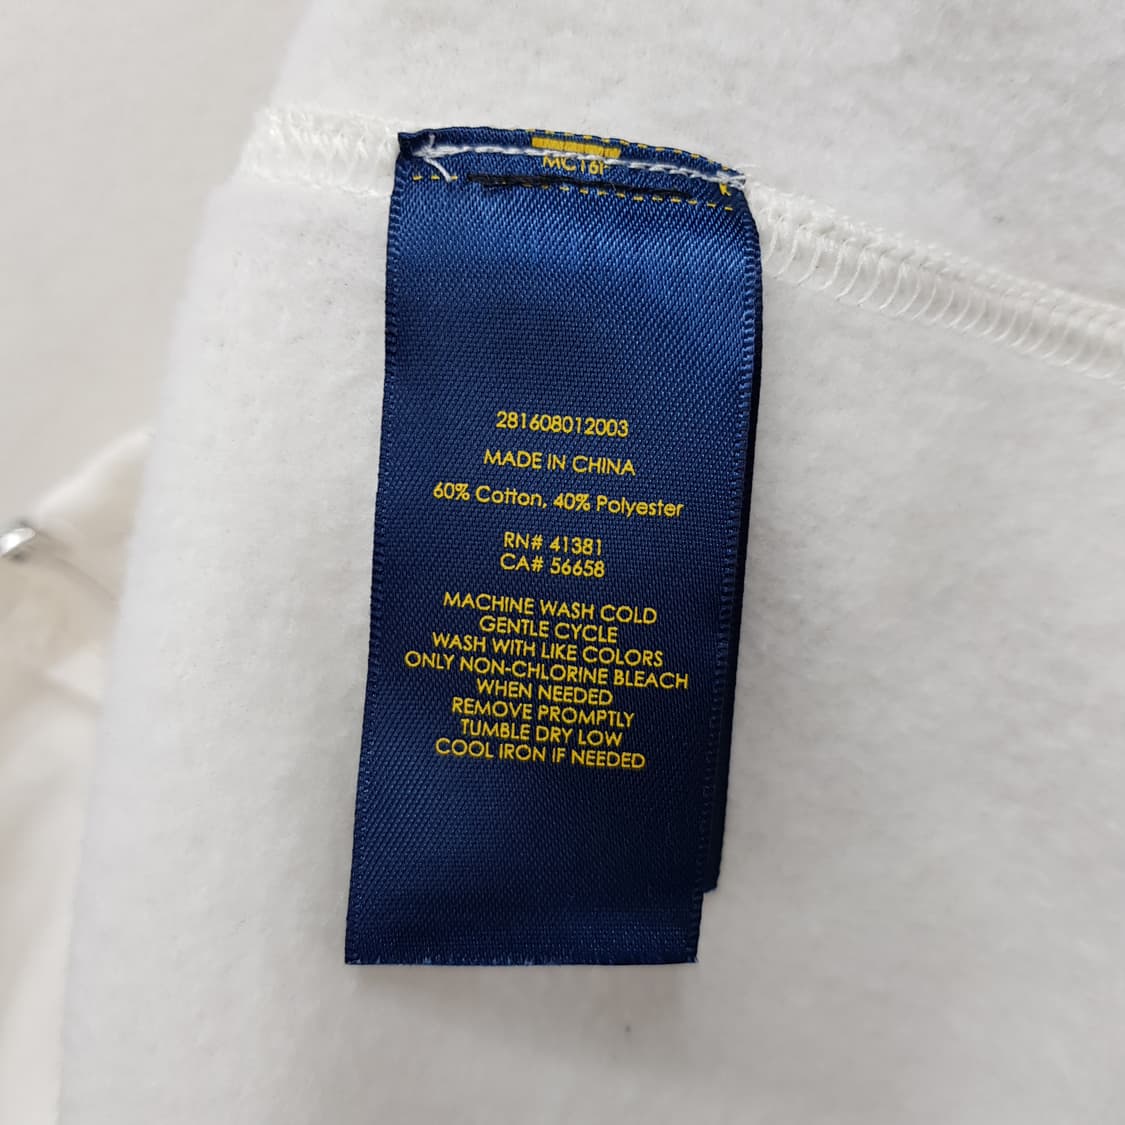 MC16F
281608012003
MADE IN CHINA
60% Cotton, 40% Polyester
RN# 41381
CA# 56658
MACHINE WASH COLD
GENTLE CYCLE
WASH WITH LIKE COLORS
ONLY NON-CHLORINE BLEACH
WHEN NEEDED
REMOVE PROMPTLY
TUMBLE DRY LOW
COOL IRON IF NEEDED